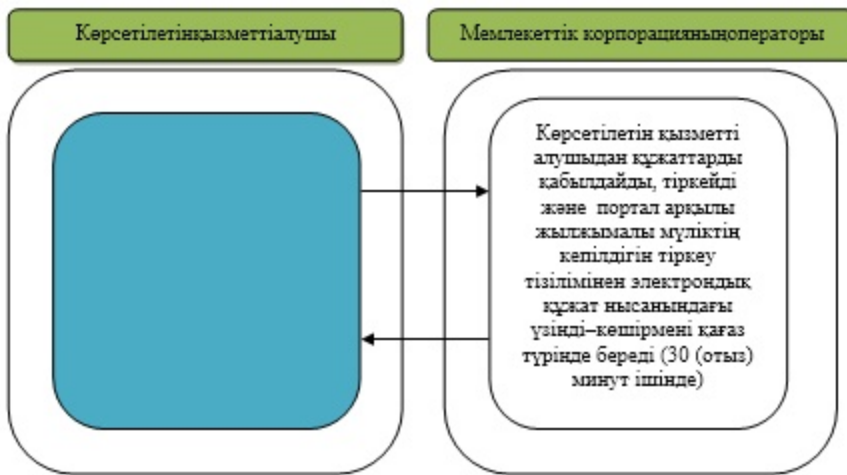 Көрсетілетінқызметтіалушы
Мемлекеттік корпорацияныңоператоры
Көрсетілетін қызметті
алушыдан құжаттарды
қабылдайды, тіркейді
және портал арқылы
жылжымалы мүліктің
кепілдігін тіркеу
тізілімінен электрондық
құжат нысанындағы
үзінді–көшірмені қағаз
түрінде береді (30 (отыз)
минут ішінде)